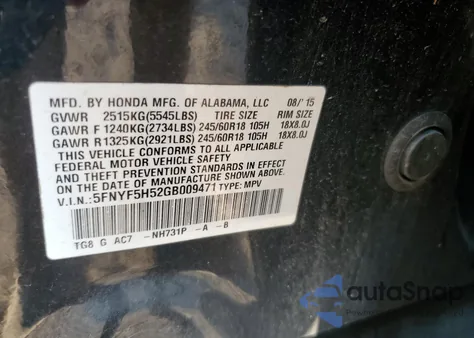 MFD. BY HONDA MFG. OF ALABAMA, LLC 08/'15
GVWR 2515KG(5545LBS) TIRE SIZE RIM SIZE
GAWR F 1240KG(2734LBS) 245/60R18 105H 18X8.0J
GAWR R 1325KG(2921LBS) 245/60R18 105H 18X8.0J
THIS VEHICLE CONFORMS TO ALL APPLICABLE
FEDERAL MOTOR VEHICLE SAFETY AND
THEFT PREVENTION STANDARDS IN EFFECT ON
THE DATE OF MANUFACTURE SHOWN ABOVE.
V.I.N.: 5FNYF5H52GB009471 TYPE: MPV
TG8 G AC7 -NH731P -A -B
autoSnap